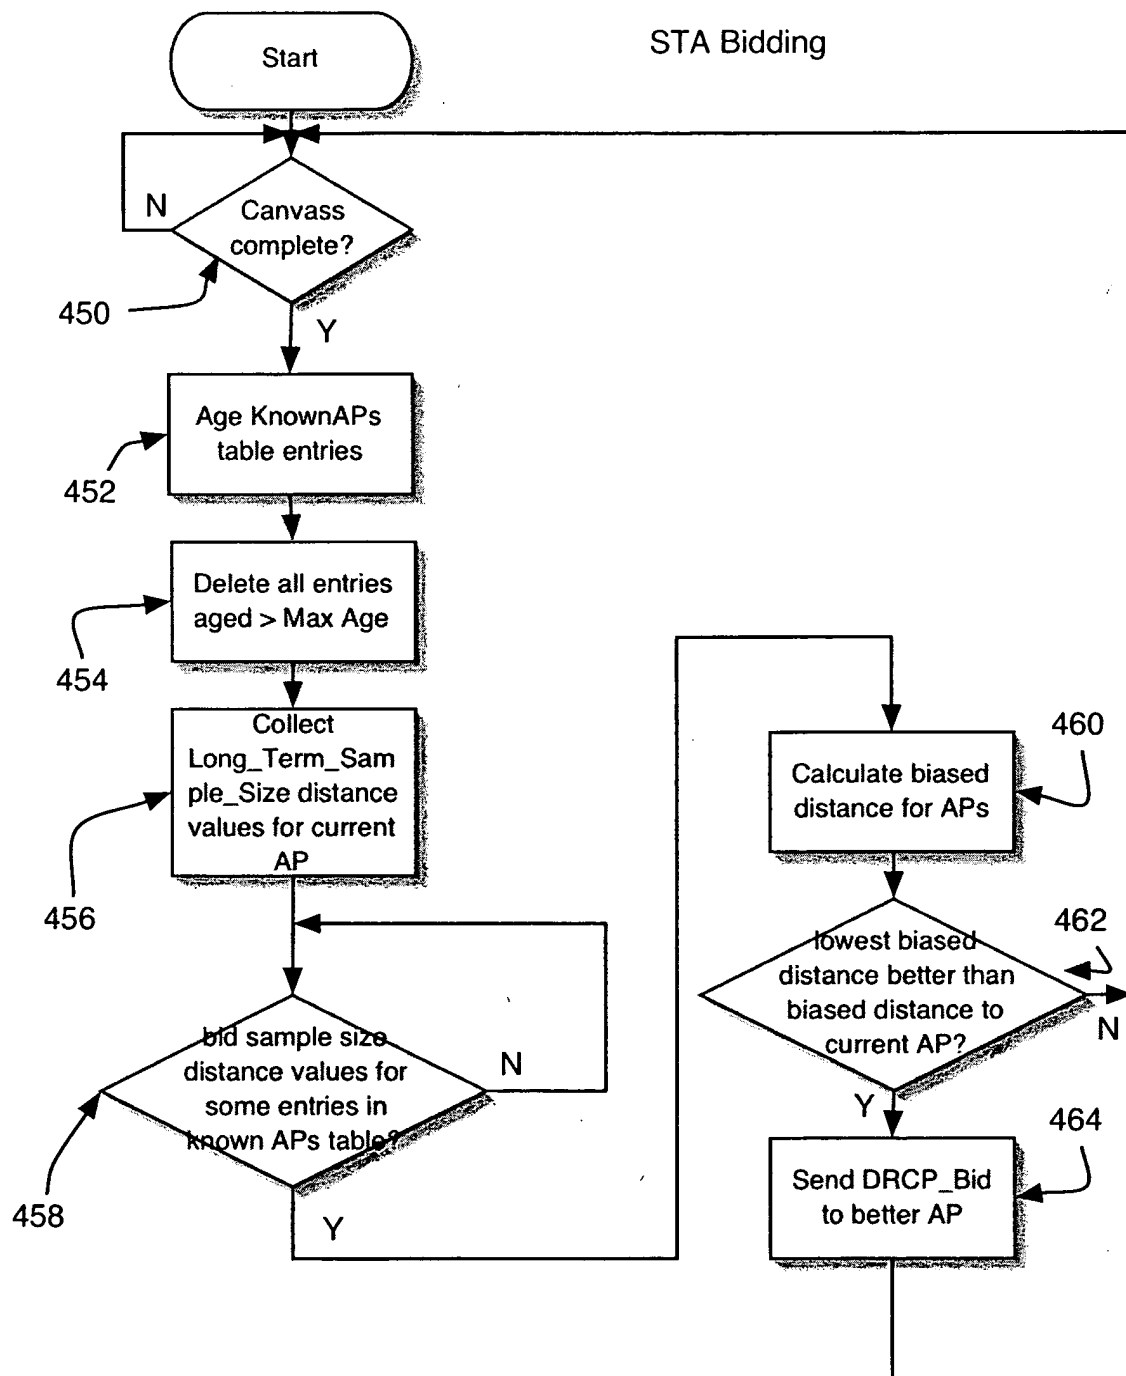 STA Bidding
Start
N
Canvass
complete?
450
Y
Age KnownAPs
table entries
452
Delete all entries
aged > Max Age
454
Collect
Long_Term_Sam
ple_Size distance
values for current
AP
456
bid sample size
distance values for
some entries in
known APs table?
N
458
Y
460
Calculate biased
distance for APs
462
lowest biased
distance better than
biased distance to
current AP?
N
Y
464
Send DRCP_Bid
to better AP